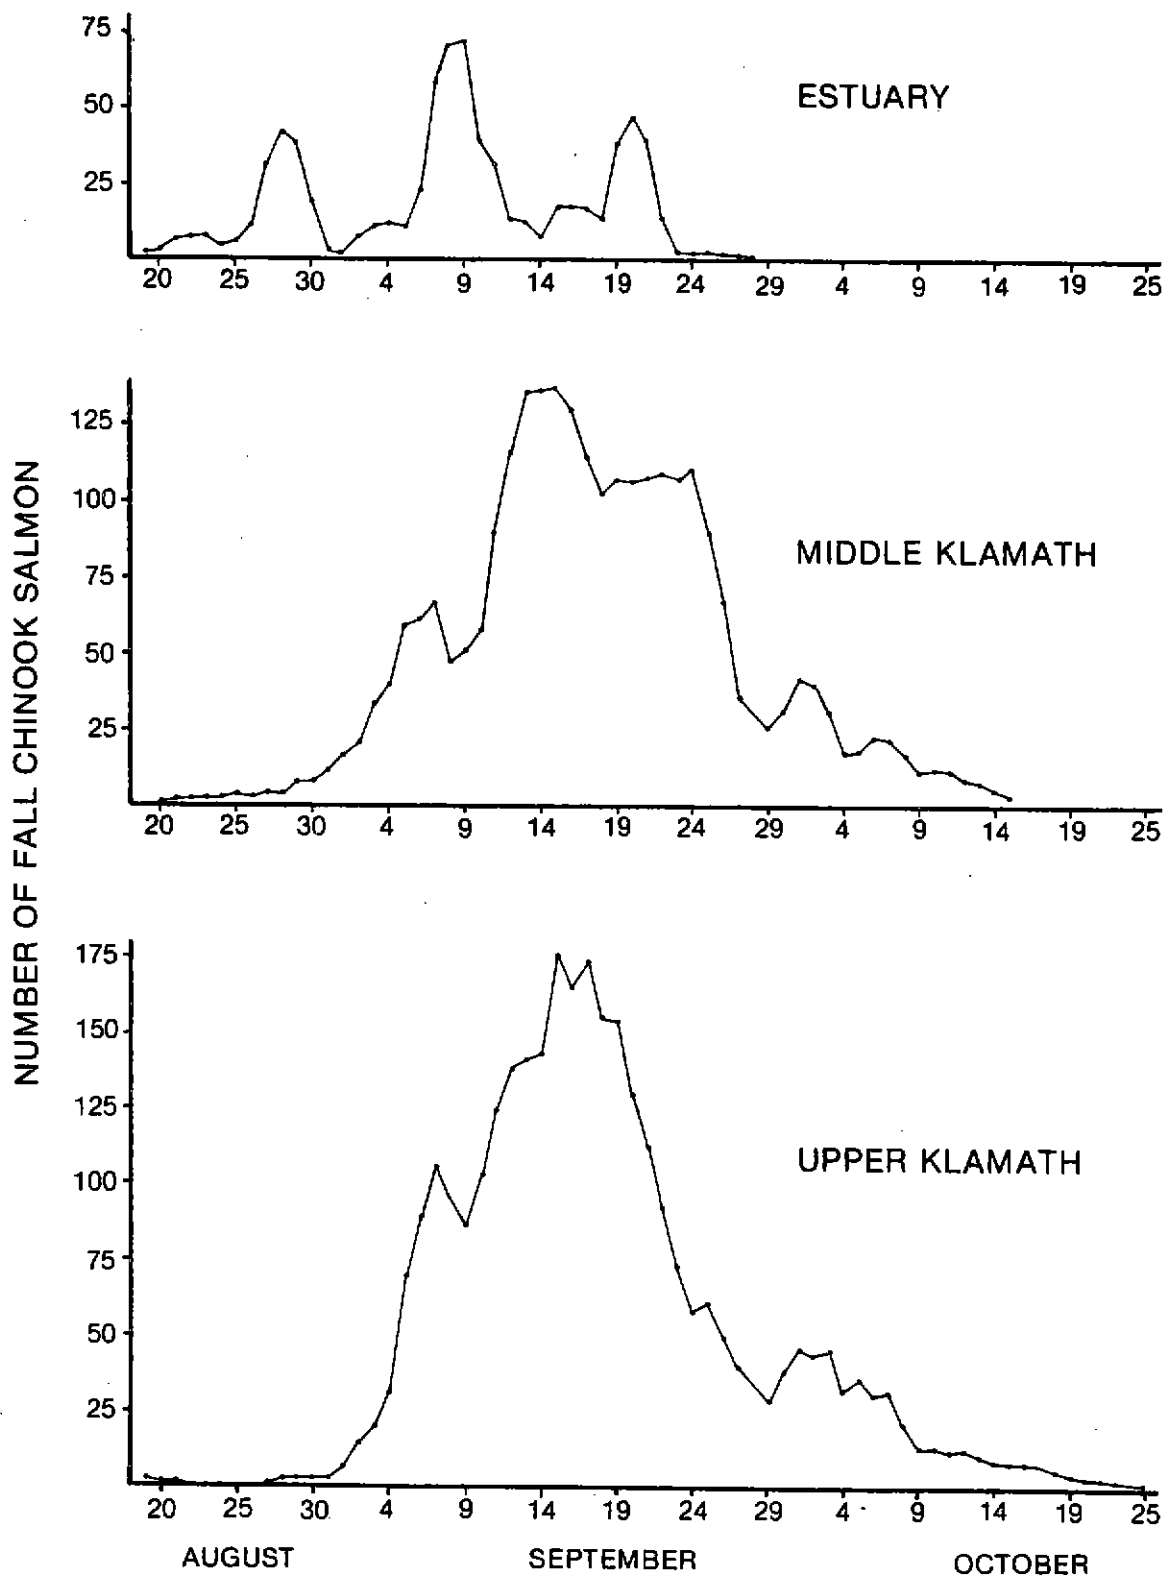 NUMBER OF FALL CHINOOK SALMON
ESTUARY
75
50
25
20 25 30 4 9 14 19 24 29 4 9 14 19 25
MIDDLE KLAMATH
125
100
75
50
25
20 25 30 4 9 14 19 24 29 4 9 14 19 25
UPPER KLAMATH
175
150
125
100
75
50
25
20 25 30 4 9 14 19 24 29 4 9 14 19 25
AUGUST SEPTEMBER OCTOBER